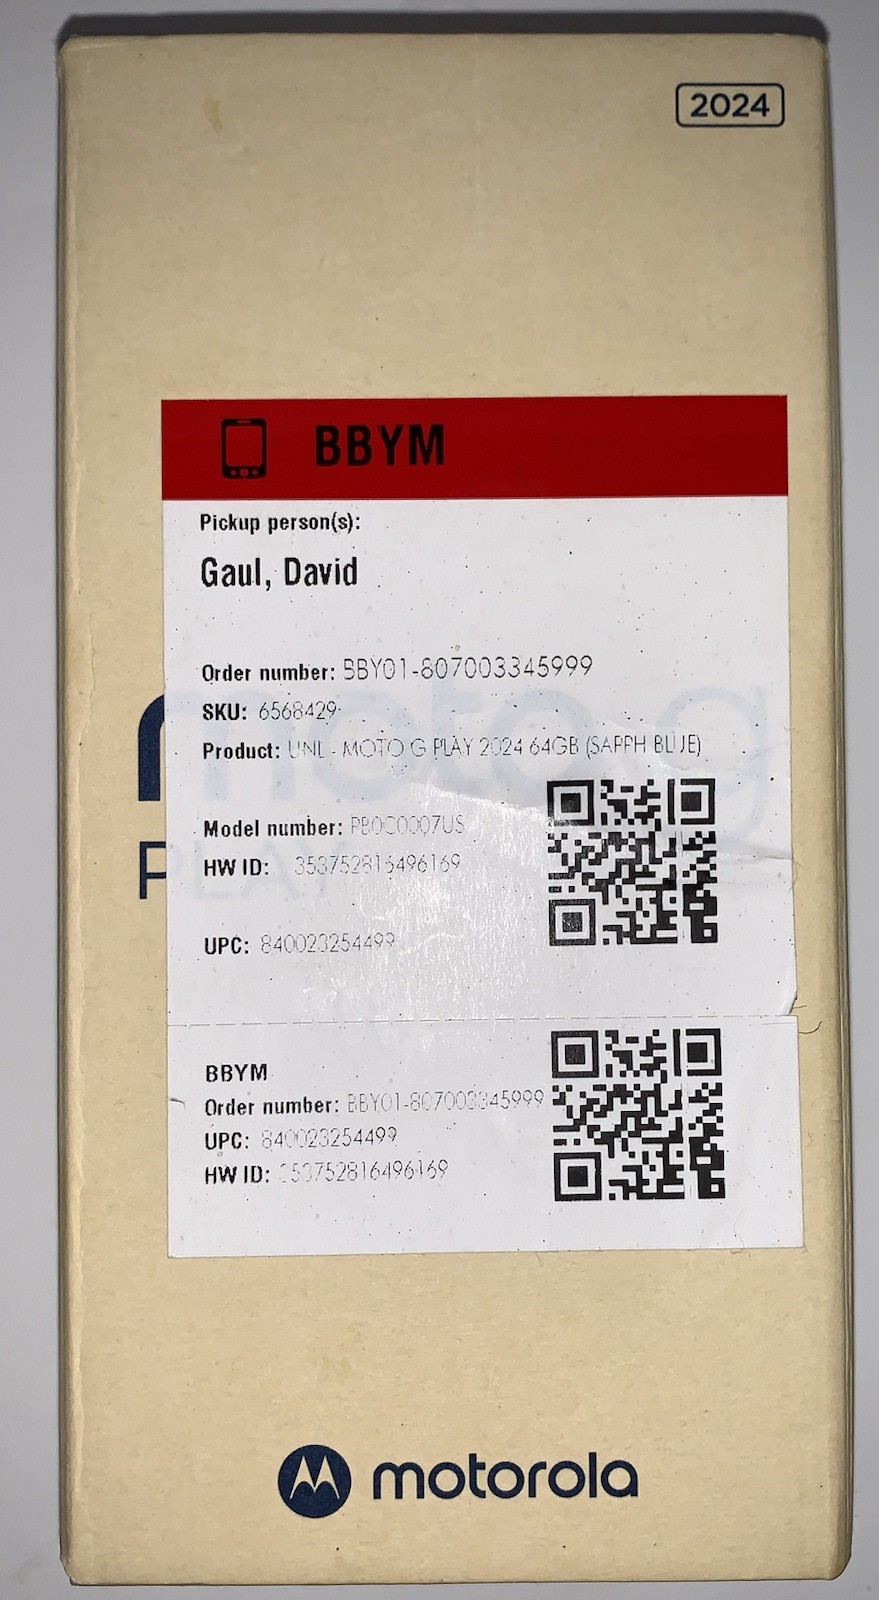 2024
BBYM
Pickup person(s):
Gaul, David
Order number: BBY01-807003345999
SKU: 6568429
Product: UNL - MOTO G PLAY 2024 64GB (SAPPH BLUE)
moto g
Model number: PB0C0007US
HW ID: 353752816496169
PLAY
UPC: 840023254499
BBYM
Order number: BBY01-807003345999
UPC: 840023254499
HW ID: 353752816496169
motorola